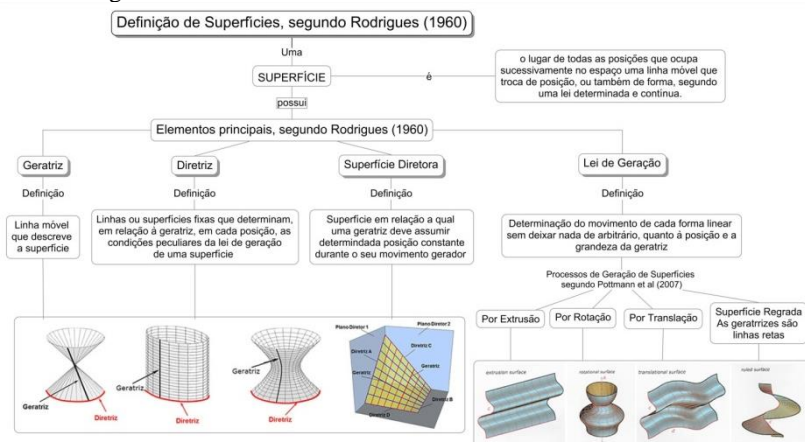 Definição de Superfícies, segundo Rodrigues (1960)
Uma
SUPERFÍCIE
é
o lugar de todas as posições que ocupa
sucessivamente no espaço uma linha móvel que
troca de posição, ou também de forma, segundo
uma lei determinada e continua.
possui
Elementos principais, segundo Rodrigues (1960)
Geratriz
Diretriz
Superfície Diretora
Lei de Geração
Definição
Definição
Definição
Definição
Linha móvel
que descreve
a superfície
Linhas ou superfícies fixas que determinam,
em relação à geratriz, em cada posição, as
condições peculiares da lei de geração
de uma superfície
Superfície em relação a qual
uma geratriz deve assumir
determindada posição constante
durante o seu movimento gerador
Determinação do movimento de cada forma linear
sem deixar nada de arbitrário, quanto à posição e a
grandeza da geratriz
Processos de Geração de Superfícies
segundo Pottmann et al (2007)
Por Extrusão
Por Rotação
Por Translação
Superfície Regrada
As geratrrizes são
linhas retas
Geratriz
Diretriz
Geratriz
Diretriz
Geratriz
Diretriz
Plano Diretor 1
Plano Diretor 2
Diretriz A
Diretriz C
Geratriz
Geratriz
Diretriz B
Diretriz D
extrusion surface
rotational surface
translational surface
ruled surface